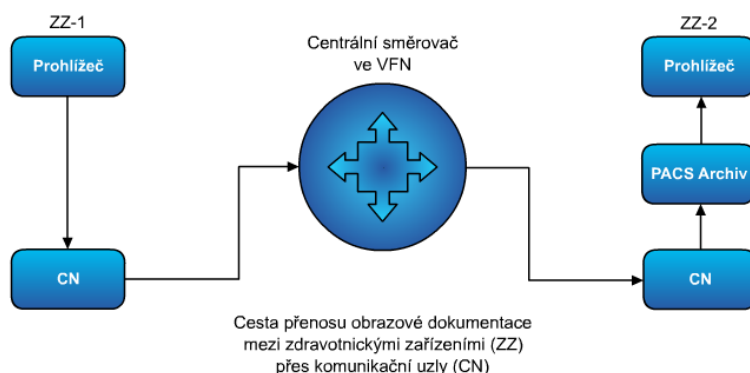 ZZ-1
Prohlížeč
CN
Centrální směrovač
ve VFN
ZZ-2
Prohlížeč
PACS Archiv
CN
Cesta přenosu obrazové dokumentace
mezi zdravotnickými zařízeními (ZZ)
přes komunikační uzly (CN)